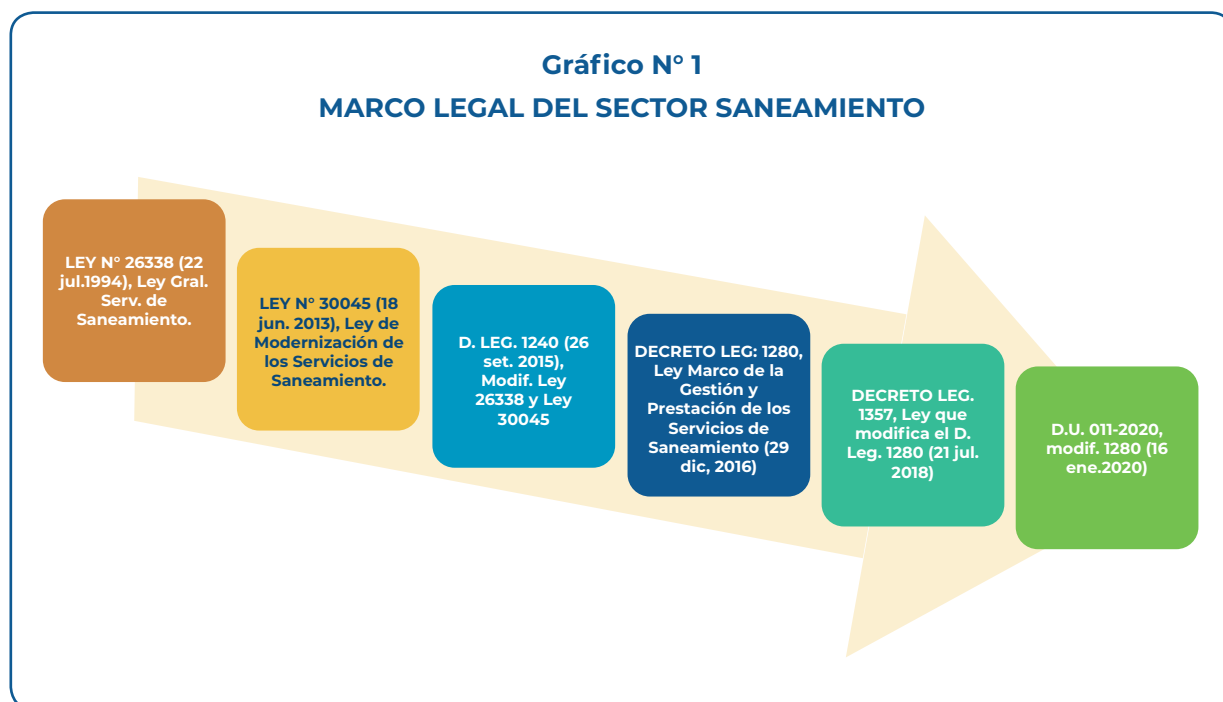 Gráfico N° 1
MARCO LEGAL DEL SECTOR SANEAMIENTO
LEY N° 26338 (22
jul.1994), Ley Gral.
Serv. de
Saneamiento.
LEY N° 30045 (18
jun. 2013), Ley de
Modernización de
los Servicios de
Saneamiento.
D. LEG. 1240 (26
set. 2015),
Modif. Ley
26338 y Ley
30045
DECRETO LEG: 1280,
Ley Marco de la
Gestión y
Prestación de los
Servicios de
Saneamiento (29
dic, 2016)
DECRETO LEG.
1357, Ley que
modifica el D.
Leg. 1280 (21 jul.
2018)
D.U. 011-2020,
modif. 1280 (16
ene.2020)